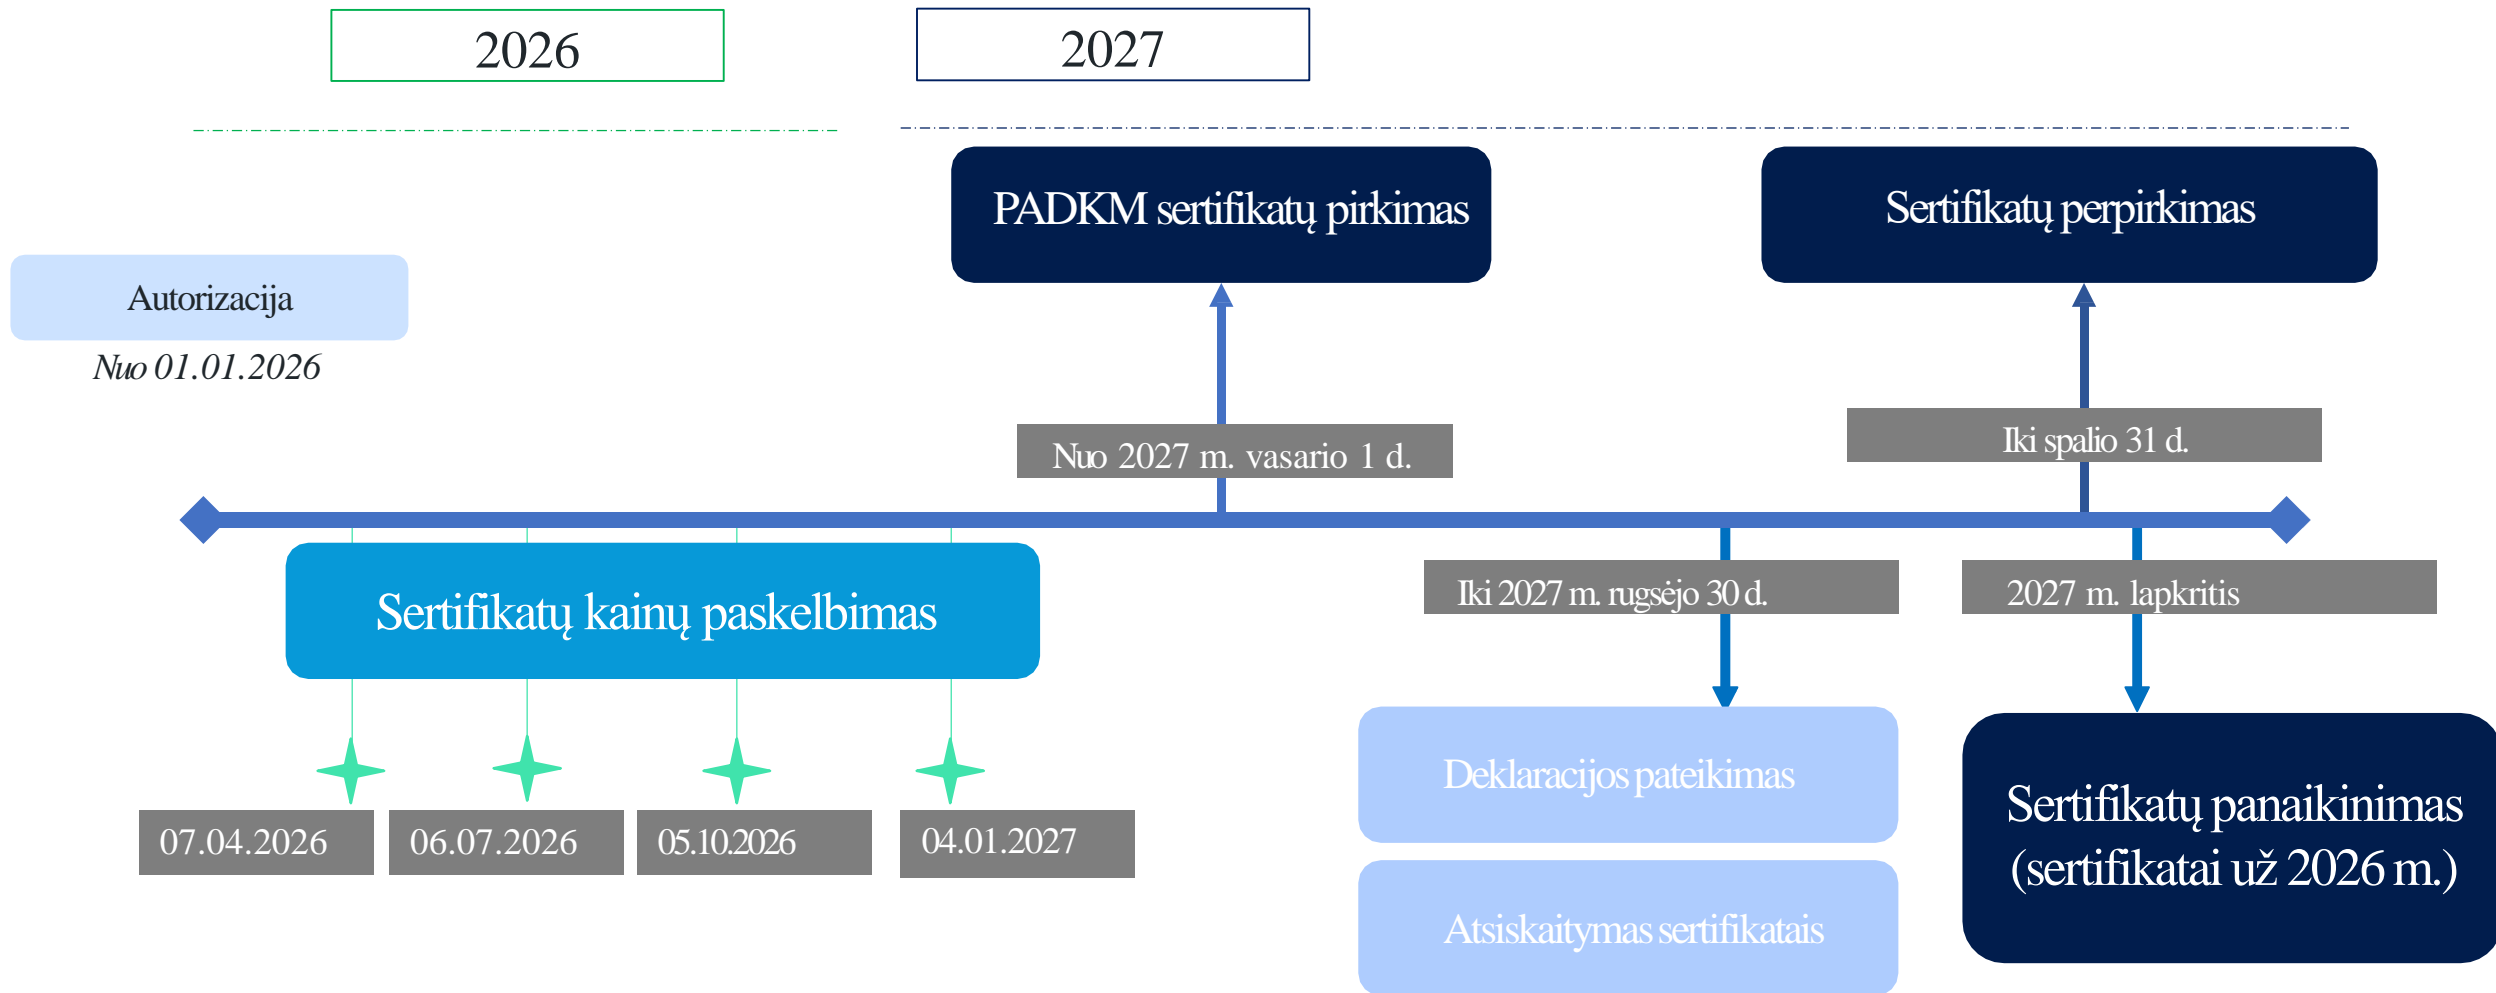 2026
2027
PADKM sertifikatų pirkimas
Sertifikatų perpirkimas
Autorizacija
Nuo 01.01.2026
Nuo 2027 m. vasario 1 d.
Iki spalio 31 d.
Iki 2027 m. rugsėjo 30 d.
2027 m. lapkritis
Sertifikatų kainų paskelbimas
Deklaracijos pateikimas
Sertifikatų panaikinimas
(sertifikatai už 2026 m.)
07.04.2026
06.07.2026
05.10.2026
04.01.2027
Atsiskaitymas sertifikatais